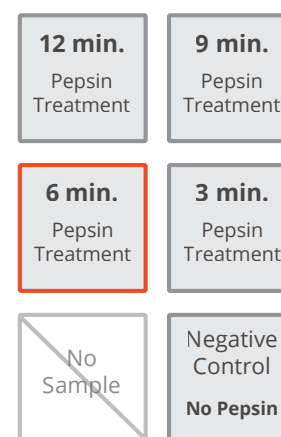 12 min.
Pepsin
Treatment
9 min.
Pepsin
Treatment
6 min.
Pepsin
Treatment
3 min.
Pepsin
Treatment
No
Sample
Negative
Control
No Pepsin